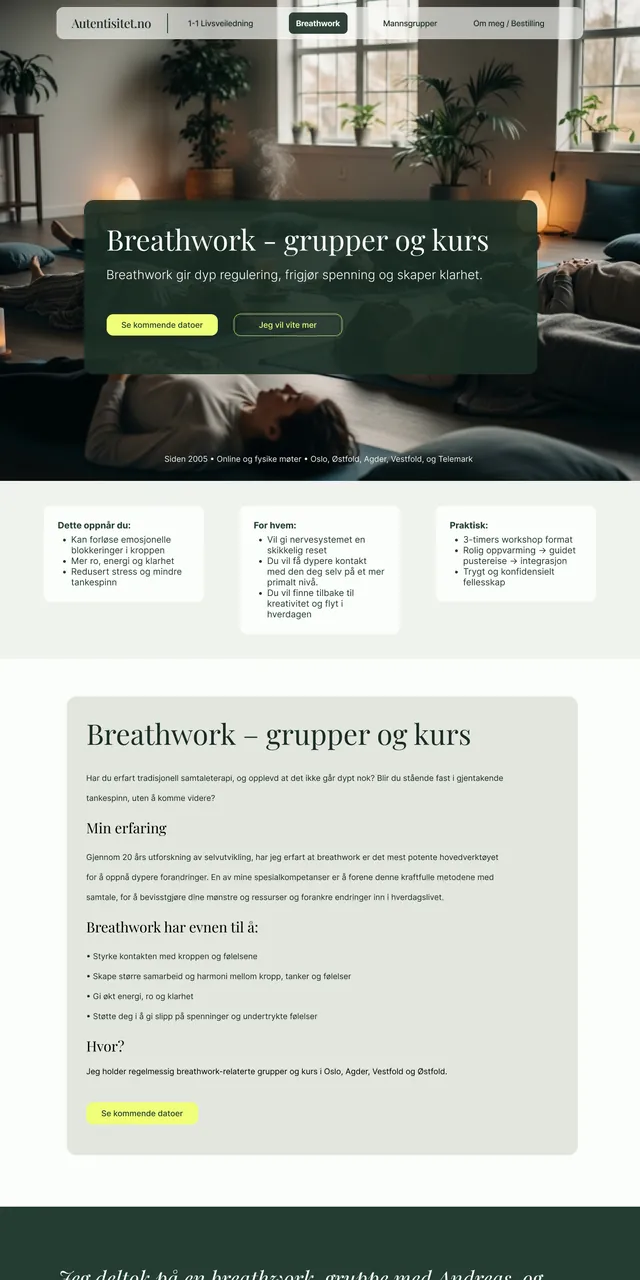 Autentisitet.no
1-1 Livsveiledning
Breathwork
Mannsgrupper
Om meg / Bestilling
Breathwork - grupper og kurs
Breathwork gir dyp regulering, frigjør spenning og skaper klarhet.
Se kommende datoer
Jeg vil vite mer
Siden 2005 • Online og fysiske møter • Oslo, Østfold, Agder, Vestfold, og Telemark
Dette oppnår du:
• Kan forløse emosjonelle
blokkeringer i kroppen
• Mer ro, energi og klarhet
• Redusert stress og mindre
tankespinn
For hvem:
• Vil gi nervesystemet en
skikkelig reset
• Du vil få dypere kontakt
med den deg selv på et mer
primalt nivå.
• Du vil finne tilbake til
kreativitet og flyt i
hverdagen
Praktisk:
• 3-timers workshop format
• Rolig oppvarming → guidet
pustereise → integrasjon
• Trygt og konfidensielt
fellesskap
Breathwork – grupper og kurs
Har du erfart tradisjonell samtaleterapi, og opplevd at det ikke går dypt nok? Blir du stående fast i gjentakende
tankespinn, uten å komme videre?
Min erfaring
Gjennom 20 års utforskning av selvutvikling, har jeg erfart at breathwork er det mest potente hovedverktøyet
for å oppnå dypere forandringer. En av mine spesialkompetanser er å forene denne kraftfulle metodene med
samtale, for å bevisstgjøre dine mønstre og ressurser og forankre endringer inn i hverdagslivet.
Breathwork har evnen til å:
• Styrke kontakten med kroppen og følelsene
• Skape større samarbeid og harmoni mellom kropp, tanker og følelser
• Gi økt energi, ro og klarhet
• Støtte deg i å gi slipp på spenninger og undertrykte følelser
Hvor?
Jeg holder regelmessig breathwork-relaterte grupper og kurs i Oslo, Agder, Vestfold og Østfold.
Se kommende datoer
Jeg deltok på en breathwork gruppe med Andreas, og